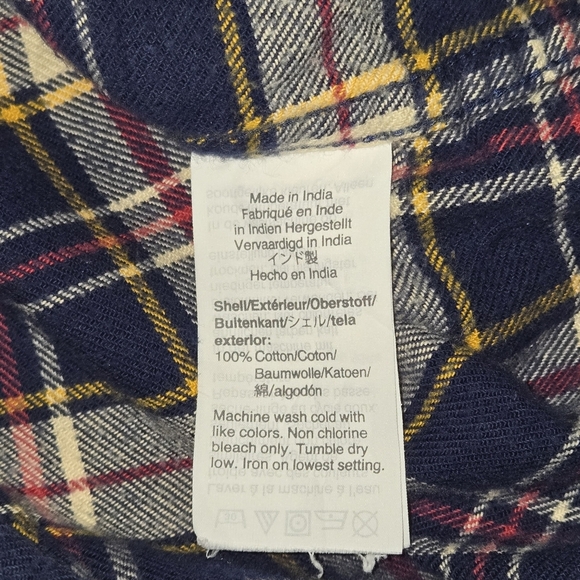 Made in India
Fabriqué en Inde
in Indien Hergestellt
Vervaardigd in India
インド製
Hecho en India
Shell/Extérieur/Oberstoff/
Buitenkant/シェル/tela
exterior:
100% Cotton/Coton/
Baumwolle/Katoen/
綿/algodón
Machine wash cold with
like colors. Non chlorine
bleach only. Tumble dry
low. Iron on lowest setting.